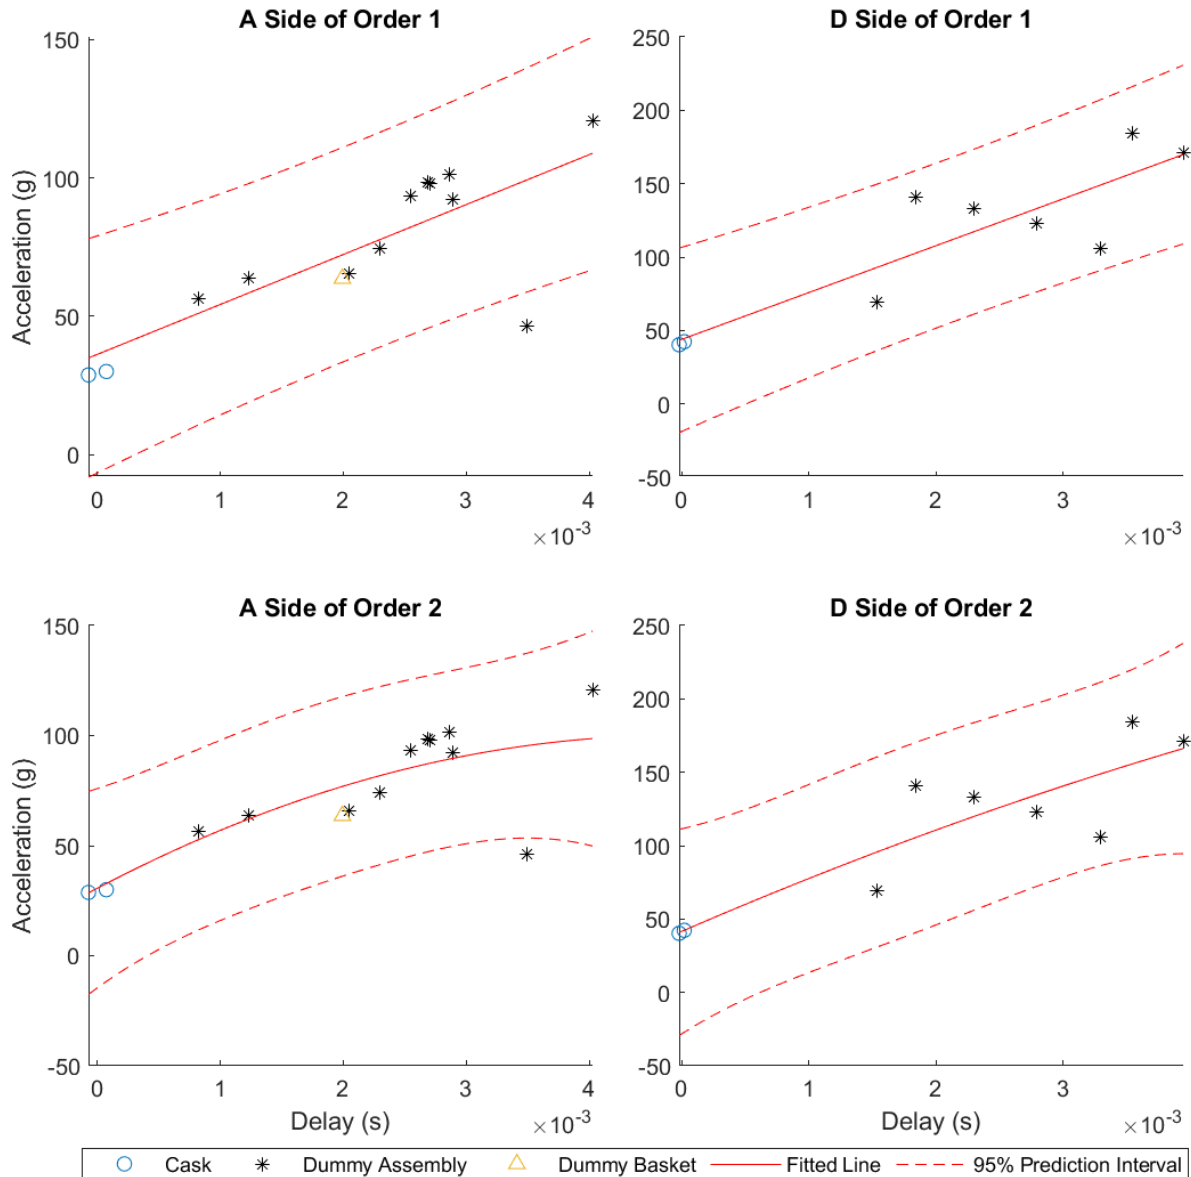 A Side of Order 1
150
100
50
0
Acceleration (g)
0 1 2 3 4
×10-3
D Side of Order 1
250
200
150
100
50
0
-50
0 1 2 3
×10-3
A Side of Order 2
150
100
50
0
-50
Acceleration (g)
0 1 2 3 4
Delay (s)
×10-3
D Side of Order 2
250
200
150
100
50
0
-50
0 1 2 3
Delay (s)
×10-3
Cask Dummy Assembly Dummy Basket Fitted Line 95% Prediction Interval